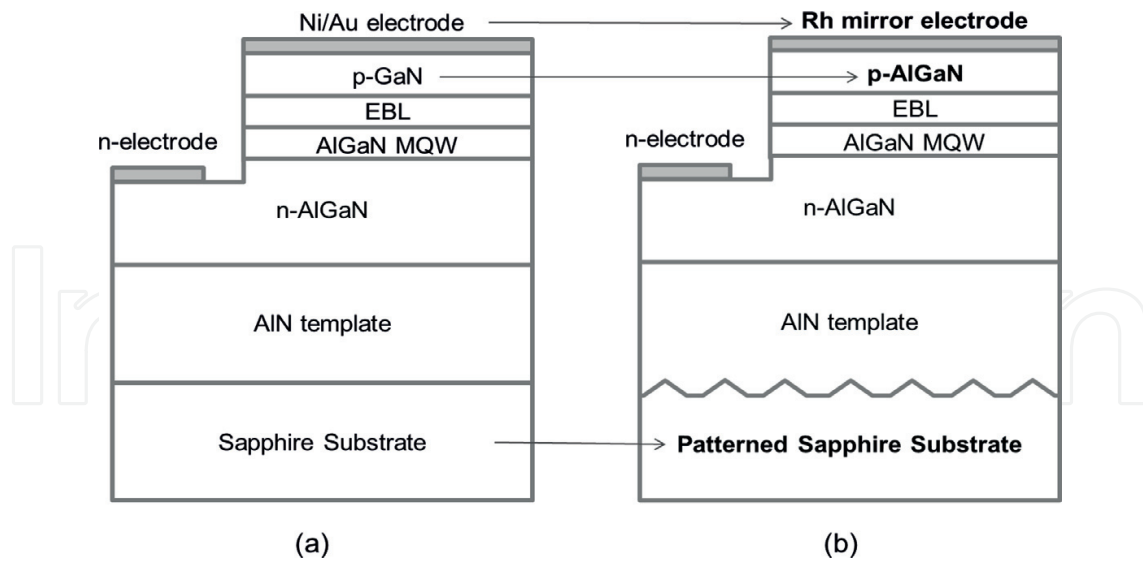 Ni/Au electrode
Rh mirror electrode
p-GaN
p-AlGaN
EBL
EBL
n-electrode
AlGaN MQW
n-electrode
AlGaN MQW
n-AlGaN
n-AlGaN
AlN template
AlN template
Sapphire Substrate
Patterned Sapphire Substrate
(a)
(b)